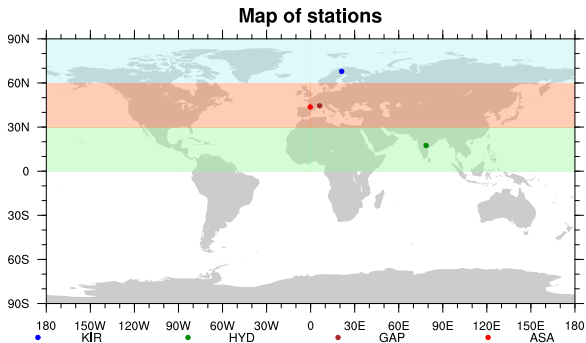 Map of stations
90N
60N
30N
0
30S
60S
90S
180 150W 120W 90W 60W 30W 0 30E 60E 90E 120E 150E 180
KIR HYD GAP ASA